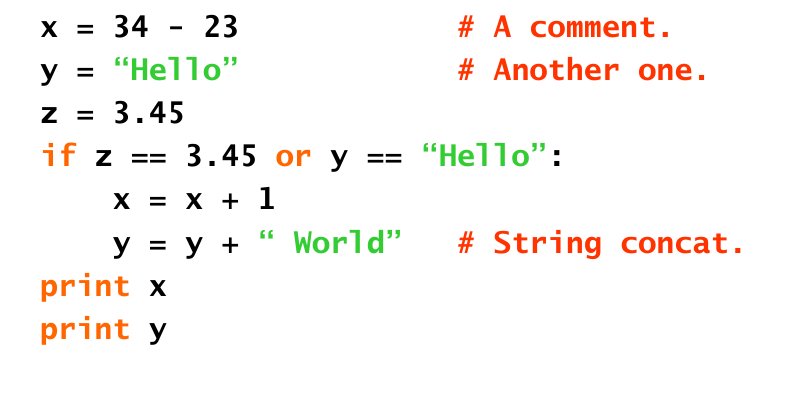 x = 34 - 23 # A comment.
y = “Hello” # Another one.
z = 3.45
if z == 3.45 or y == “Hello”:
    x = x + 1
    y = y + “ World” # String concat.
print x
print y